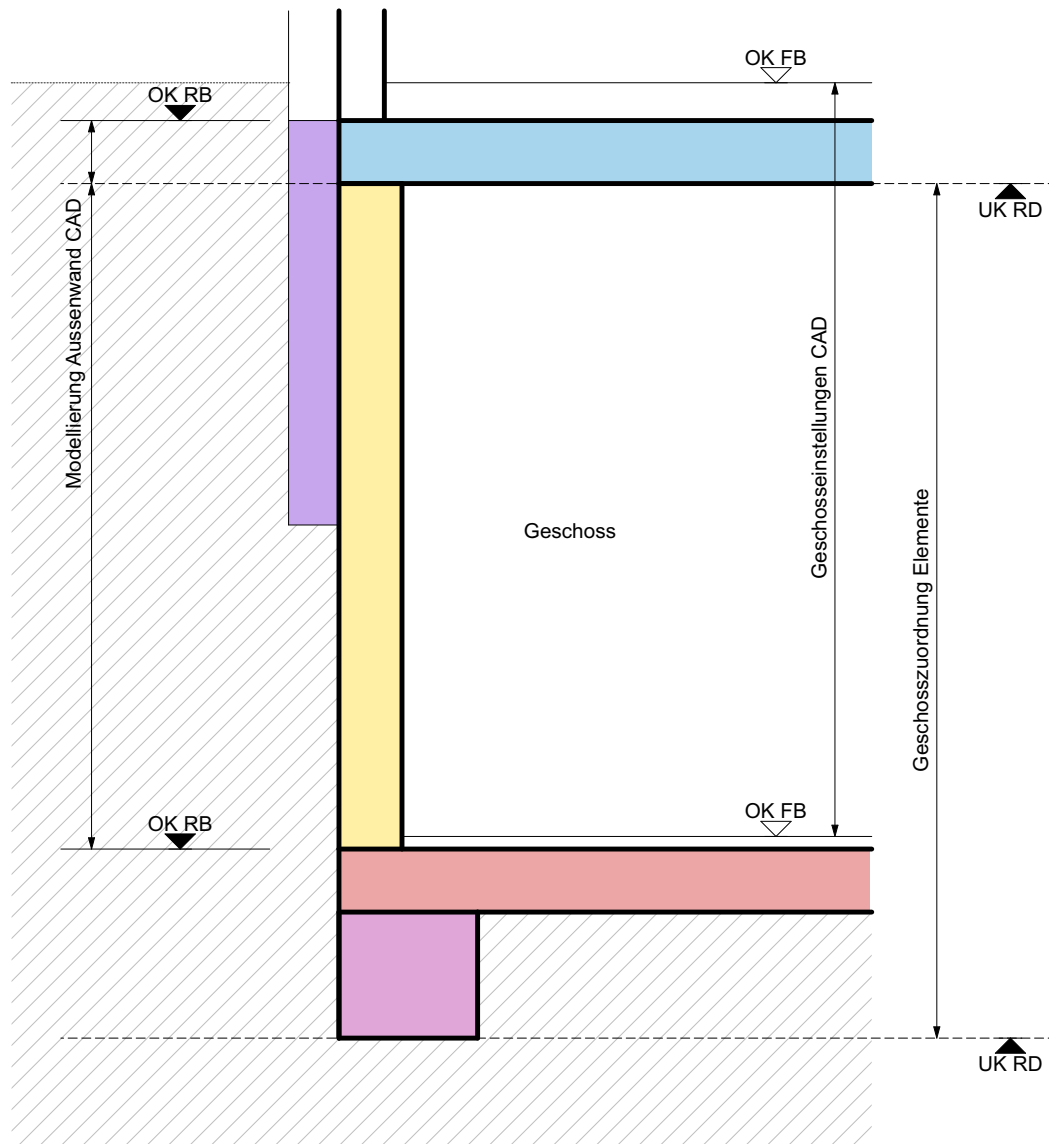 OK FB
OK RB
UK RD
Modellierung Aussenwand CAD
Geschosseinstellungen CAD
Geschosszuordnung Elemente
Geschoss
OK FB
OK RB
UK RD